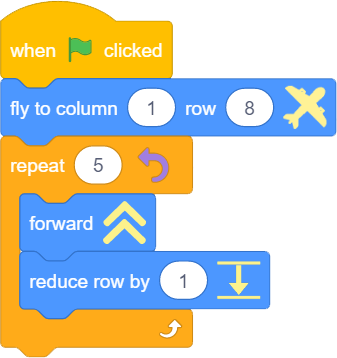 when clicked
fly to column 1 row 8
repeat 5
forward
reduce row by 1